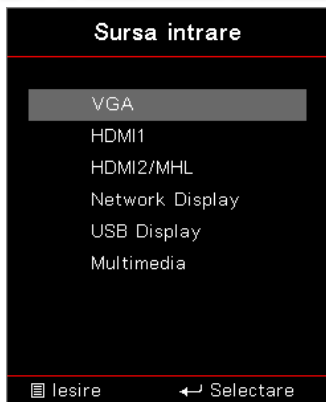 Sursa intrare
VGA
HDMI1
HDMI2/MHL
Network Display
USB Display
Multimedia
Iesire Selectare